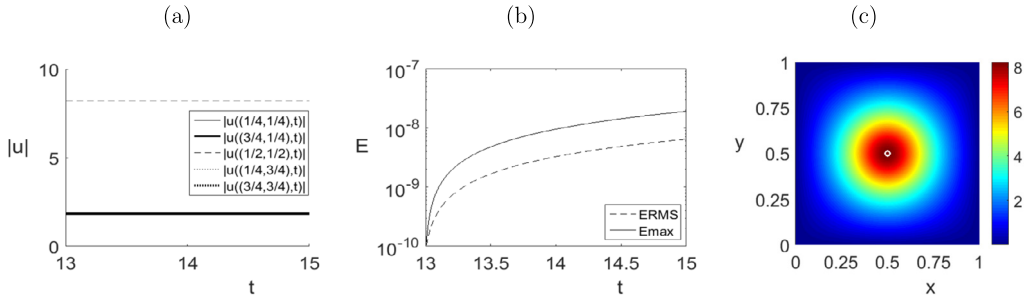 (a)
10
5
0
|u|
13
14
15
t
|u((1/4,1/4),t)|
|u((3/4,1/4),t)|
|u((1/2,1/2),t)|
|u((1/4,3/4),t)|
|u((3/4,3/4),t)|
(b)
10-7
10-8
10-9
10-10
E
13
13.5
14
14.5
15
t
ERMS
Emax
(c)
1
0.75
0.5
0.25
0
y
0
0.25
0.5
0.75
1
x
8
6
4
2